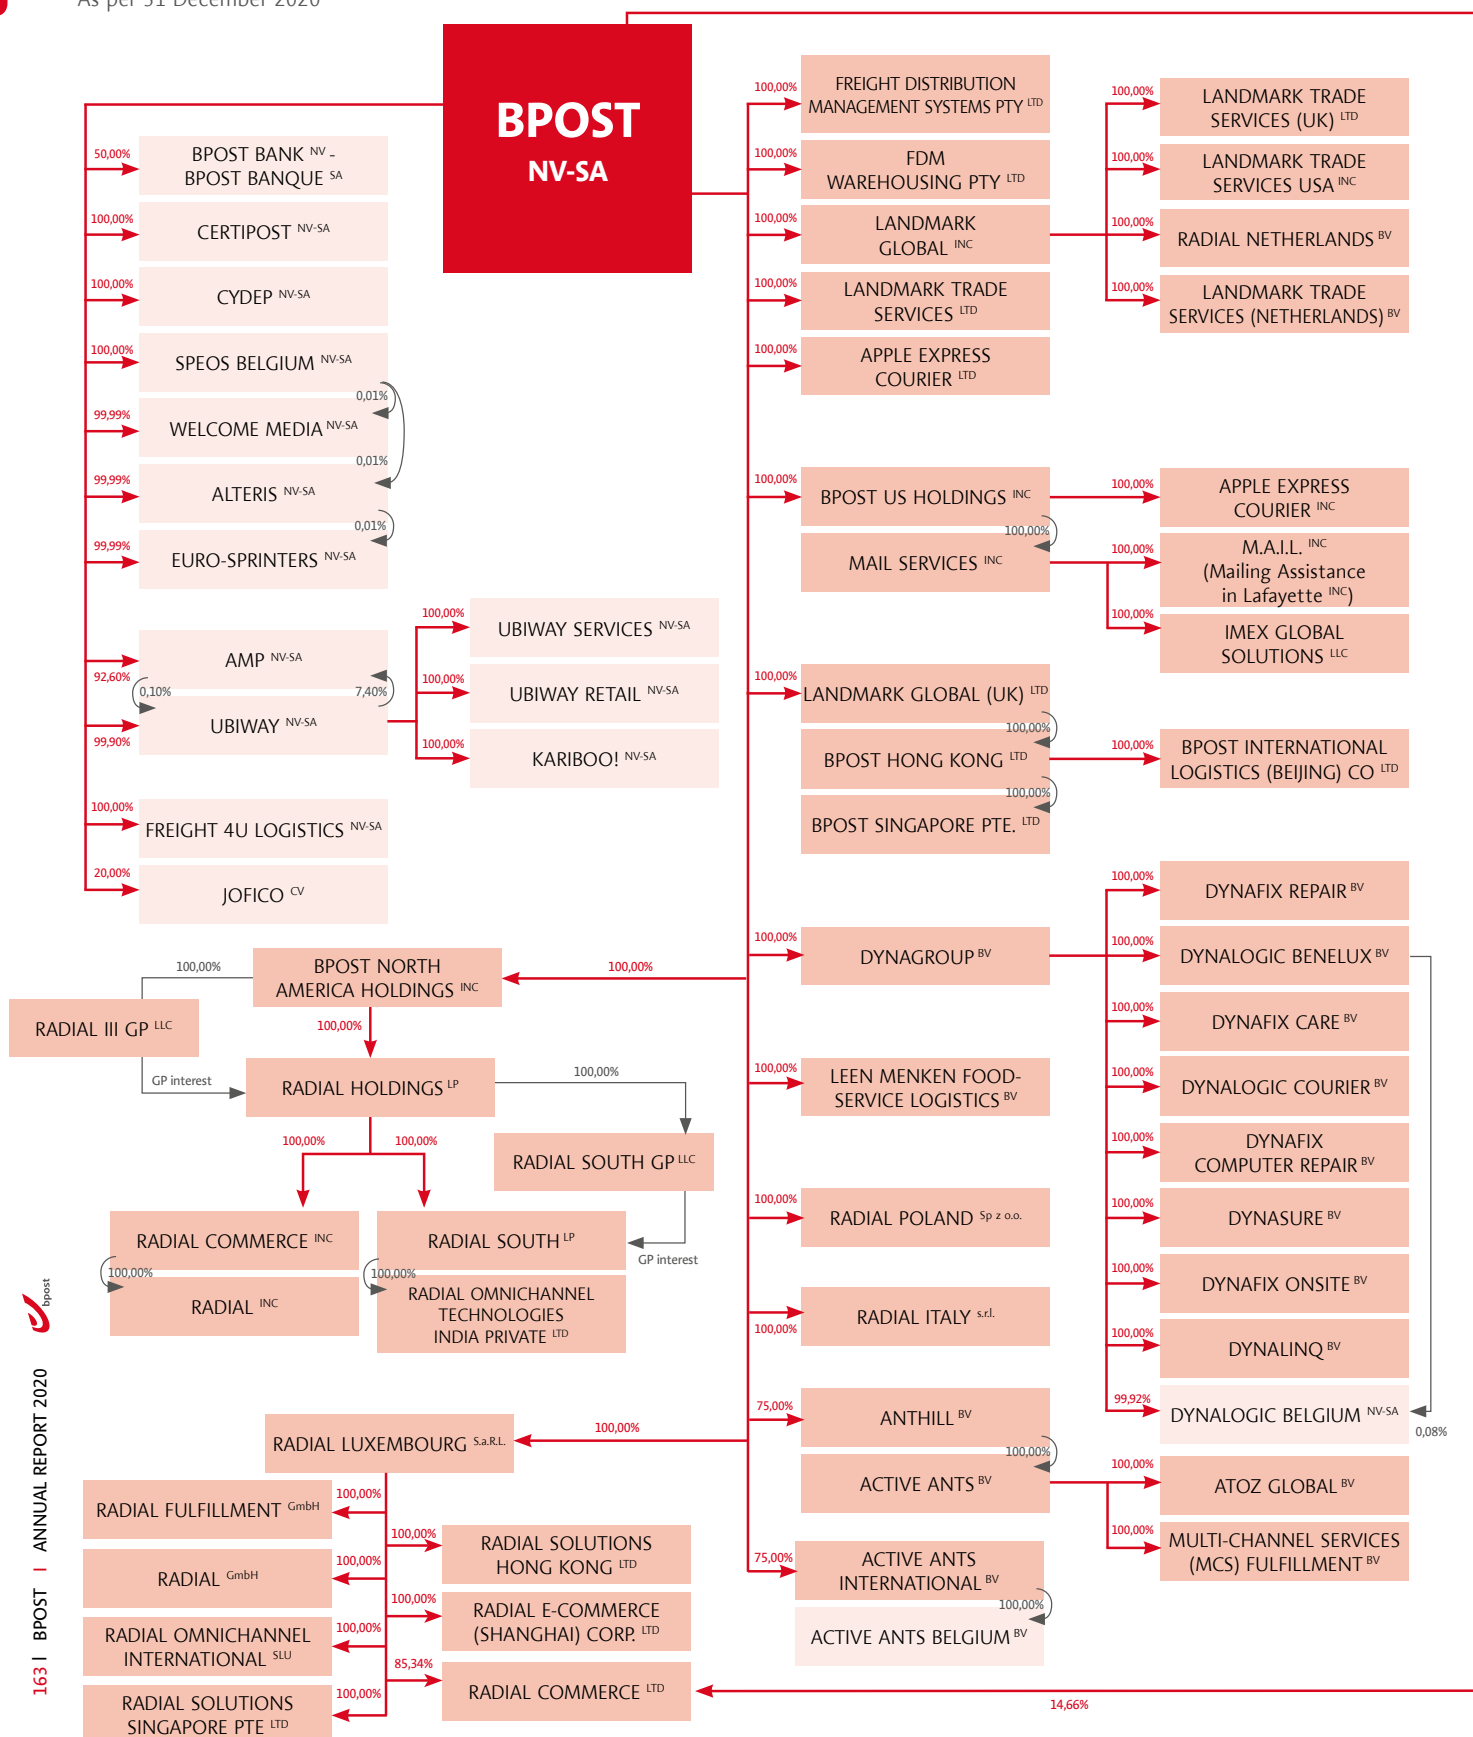 As per 31 December 2020
BPOST
NV-SA
50,00%
BPOST BANK NV -
BPOST BANQUE SA
100,00%
CERTIPOST NV-SA
100,00%
CYDEP NV-SA
100,00%
SPEOS BELGIUM NV-SA
0,01%
99,99%
WELCOME MEDIA NV-SA
0,01%
99,99%
ALTERIS NV-SA
0,01%
99,99%
EURO-SPRINTERS NV-SA
AMP NV-SA
92,60%
0,10%
7,40%
UBIWAY NV-SA
99,90%
100,00%
UBIWAY SERVICES NV-SA
100,00%
UBIWAY RETAIL NV-SA
100,00%
KARIBOO! NV-SA
100,00%
FREIGHT 4U LOGISTICS NV-SA
20,00%
JOFICO CV
100,00%
BPOST NORTH
AMERICA HOLDINGS INC
100,00%
RADIAL III GP LLC
100,00%
GP interest
RADIAL HOLDINGS LP
100,00%
100,00%
100,00%
RADIAL SOUTH GP LLC
RADIAL COMMERCE INC
100,00%
RADIAL INC
RADIAL SOUTH LP
GP interest
100,00%
RADIAL OMNICHANNEL
TECHNOLOGIES
INDIA PRIVATE LTD
RADIAL LUXEMBOURG S.a.R.L.
100,00%
RADIAL FULFILLMENT GmbH
100,00%
100,00%
RADIAL SOLUTIONS
HONG KONG LTD
RADIAL GmbH
100,00%
100,00%
RADIAL E-COMMERCE
(SHANGHAI) CORP. LTD
RADIAL OMNICHANNEL
INTERNATIONAL SLU
100,00%
85,34%
RADIAL COMMERCE LTD
14,66%
RADIAL SOLUTIONS
SINGAPORE PTE LTD
100,00%
100,00%
FREIGHT DISTRIBUTION
MANAGEMENT SYSTEMS PTY LTD
100,00%
FDM
WAREHOUSING PTY LTD
100,00%
LANDMARK
GLOBAL INC
100,00%
LANDMARK TRADE
SERVICES LTD
100,00%
APPLE EXPRESS
COURIER LTD
100,00%
LANDMARK TRADE
SERVICES (UK) LTD
100,00%
LANDMARK TRADE
SERVICES USA INC
100,00%
RADIAL NETHERLANDS BV
100,00%
LANDMARK TRADE
SERVICES (NETHERLANDS) BV
100,00%
BPOST US HOLDINGS INC
100,00%
MAIL SERVICES INC
100,00%
APPLE EXPRESS
COURIER INC
100,00%
M.A.I.L. INC
(Mailing Assistance
in Lafayette INC)
100,00%
IMEX GLOBAL
SOLUTIONS LLC
100,00%
LANDMARK GLOBAL (UK) LTD
100,00%
BPOST HONG KONG LTD
100,00%
BPOST SINGAPORE PTE. LTD
100,00%
BPOST INTERNATIONAL
LOGISTICS (BEIJING) CO LTD
100,00%
DYNAGROUP BV
100,00%
DYNAFIX REPAIR BV
100,00%
DYNALOGIC BENELUX BV
100,00%
DYNAFIX CARE BV
100,00%
DYNALOGIC COURIER BV
100,00%
DYNAFIX
COMPUTER REPAIR BV
100,00%
DYNASURE BV
100,00%
DYNAFIX ONSITE BV
100,00%
DYNALINQ BV
99,92%
DYNALOGIC BELGIUM NV-SA
0,08%
100,00%
LEEN MENKEN FOOD-
SERVICE LOGISTICS BV
100,00%
RADIAL POLAND Sp z o.o.
100,00%
RADIAL ITALY s.r.l.
75,00%
ANTHILL BV
100,00%
ACTIVE ANTS BV
100,00%
ATOZ GLOBAL BV
100,00%
MULTI-CHANNEL SERVICES
(MCS) FULFILLMENT BV
75,00%
ACTIVE ANTS
INTERNATIONAL BV
100,00%
ACTIVE ANTS BELGIUM BV
163 I BPOST I ANNUAL REPORT 2020
bpost